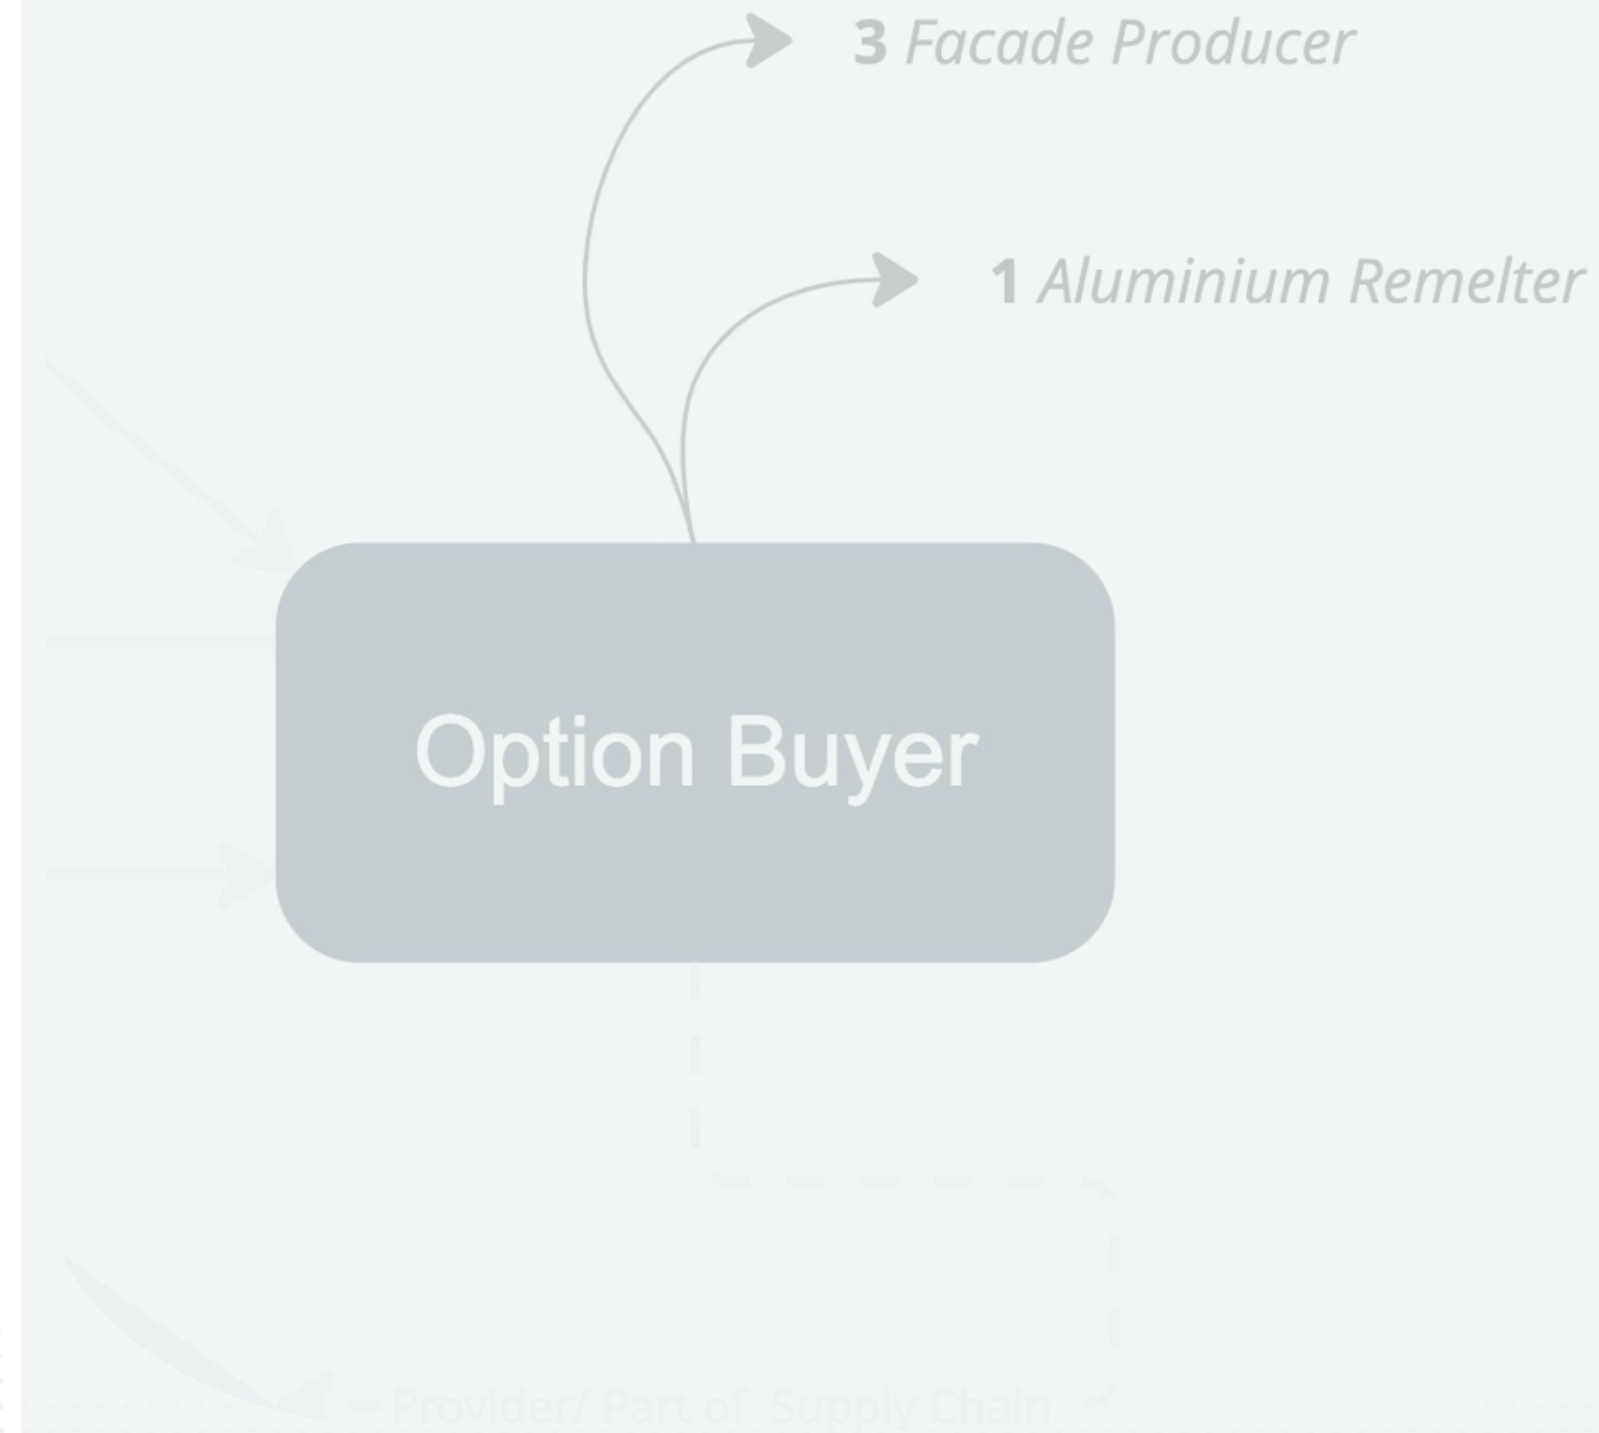 3 Facade Producer
1 Aluminium Remelter
Option Buyer
Provider/ Part of Supply Chain